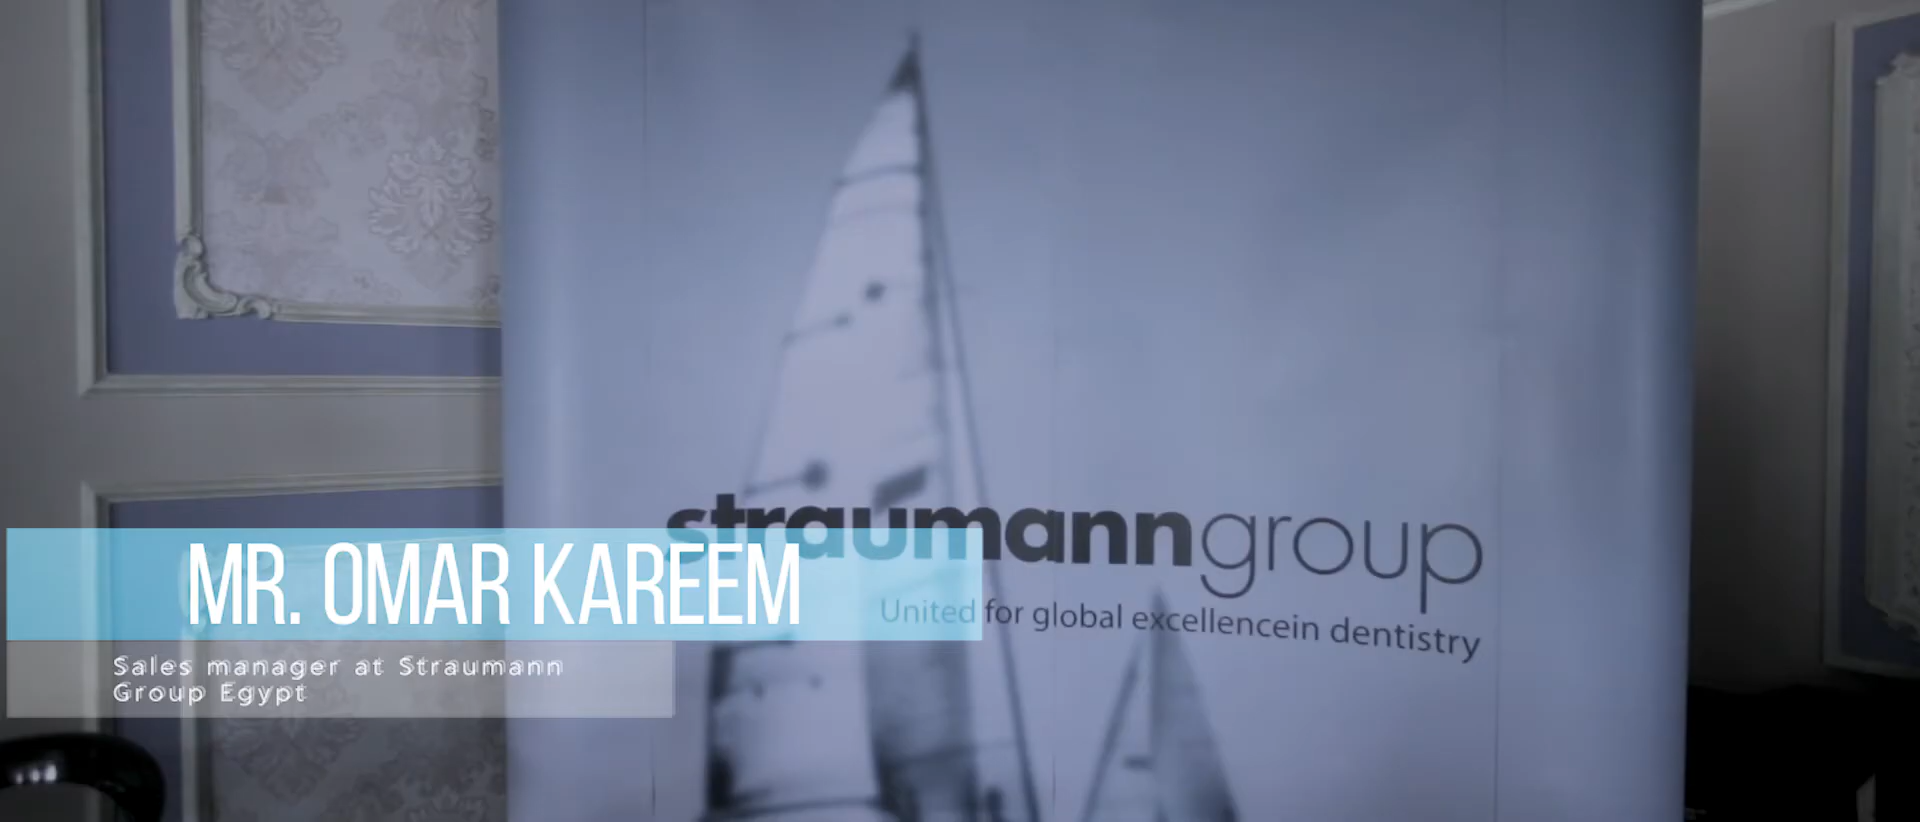 straumanngroup
United for global excellencein dentistry
MR. OMAR KAREEM
Sales manager at Straumann
Group Egypt